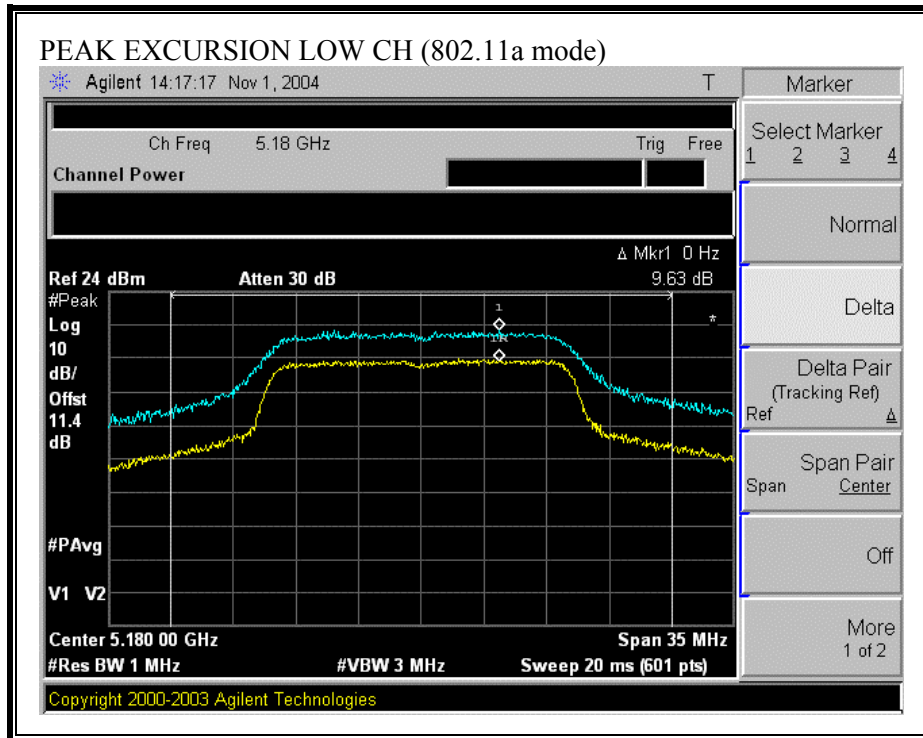 PEAK EXCURSION LOW CH (802.11a mode)
Agilent 14:17:17 Nov 1, 2004 T
Ch Freq 5.18 GHz Trig Free
Channel Power
Δ Mkr1 0 Hz
Ref 24 dBm Atten 30 dB 9.63 dB
#Peak
Log
10
dB/
Offst
11.4
dB
1
1R
*
#PAvg
V1 V2
Center 5.180 00 GHz Span 35 MHz
#Res BW 1 MHz #VBW 3 MHz Sweep 20 ms (601 pts)
Copyright 2000-2003 Agilent Technologies
Marker
Select Marker
1 2 3 4
Normal
Delta
Delta Pair
(Tracking Ref)
Ref Δ
Span Pair
Span Center
Off
More
1 of 2